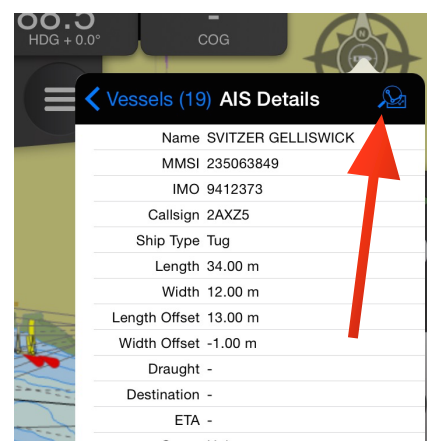 HDG + 0.0°
COG
Vessels (19) AIS Details
Name SVITZER GELLISWICK
MMSI 235063849
IMO 9412373
Callsign 2AXZ5
Ship Type Tug
Length 34.00 m
Width 12.00 m
Length Offset 13.00 m
Width Offset -1.00 m
Draught -
Destination -
ETA -